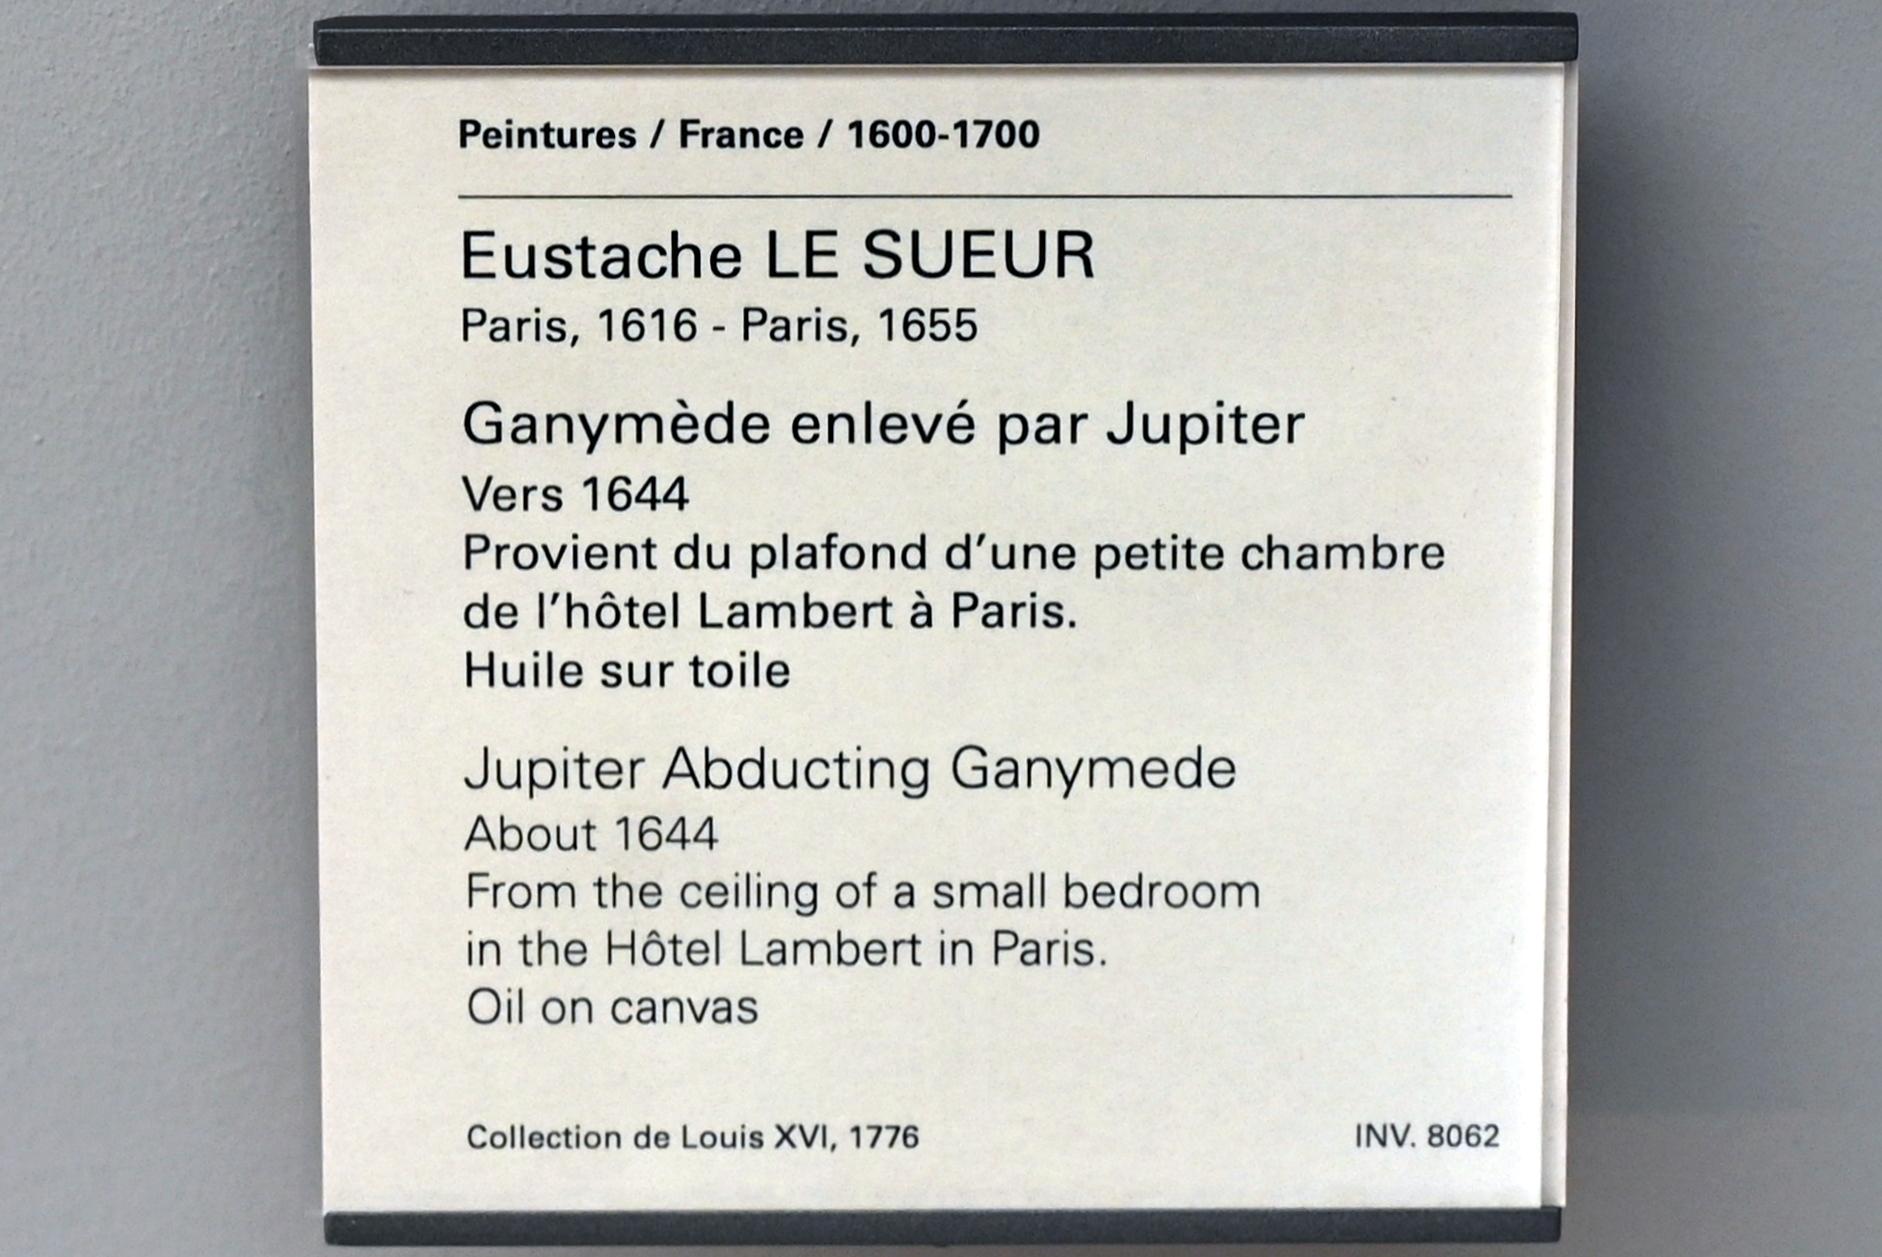 Peintures / France / 1600-1700
Eustache LE SUEUR
Paris, 1616 - Paris, 1655
Ganymède enlevé par Jupiter
Vers 1644
Provient du plafond d'une petite chambre
de l'hôtel Lambert à Paris.
Huile sur toile
Jupiter Abducting Ganymede
About 1644
From the ceiling of a small bedroom
in the Hôtel Lambert in Paris.
Oil on canvas
Collection de Louis XVI, 1776 INV. 8062